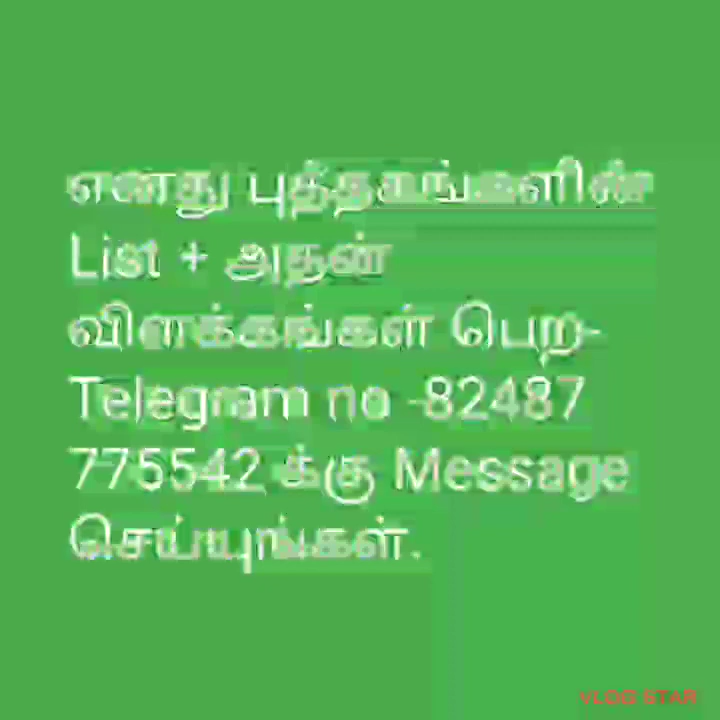 எனது புத்தகங்களின்
List + அதன்
விளக்கங்கள் பெற-
Telegram no -82487
775542 க்கு Message
செய்யுங்கள்.
VLOG STAR